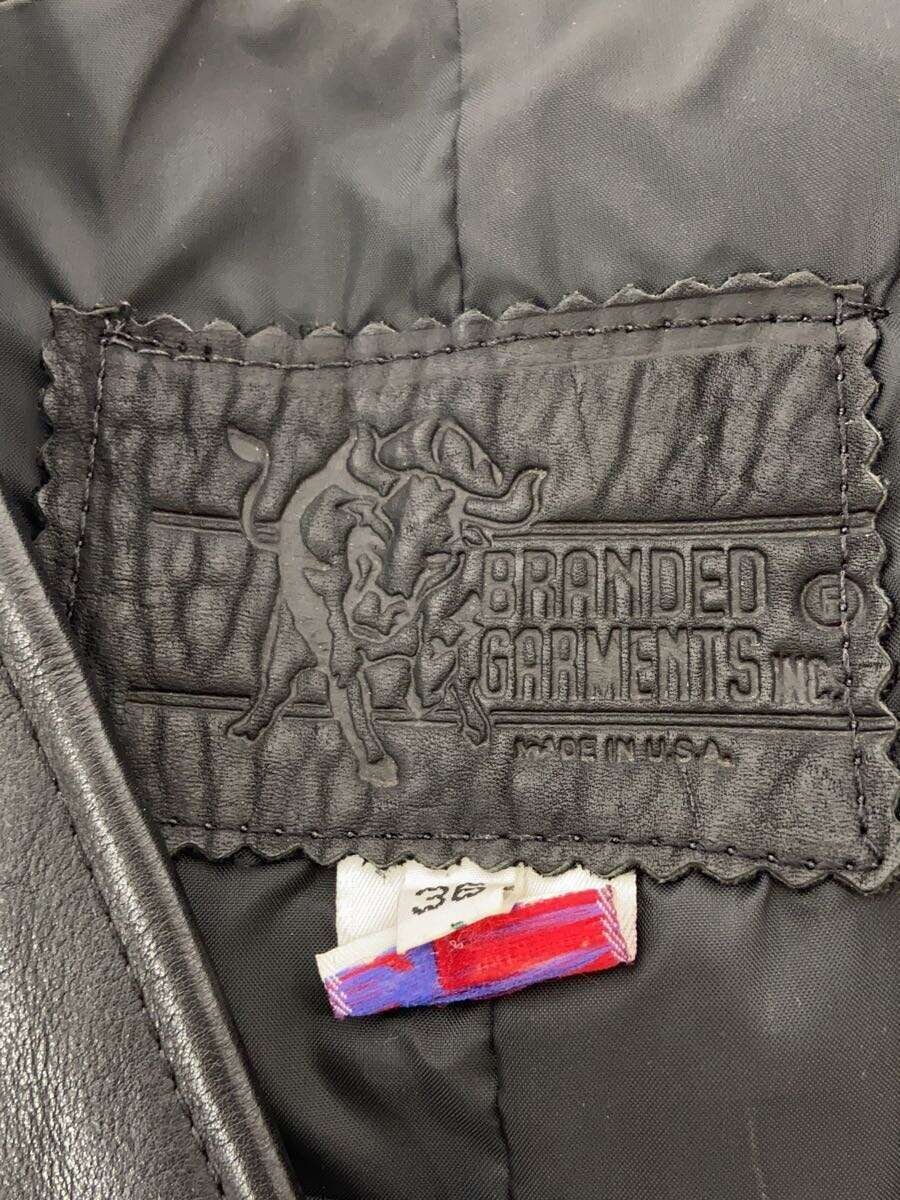 BRANDED
GARMENTS INC.
®
MADE IN U.S.A.
36